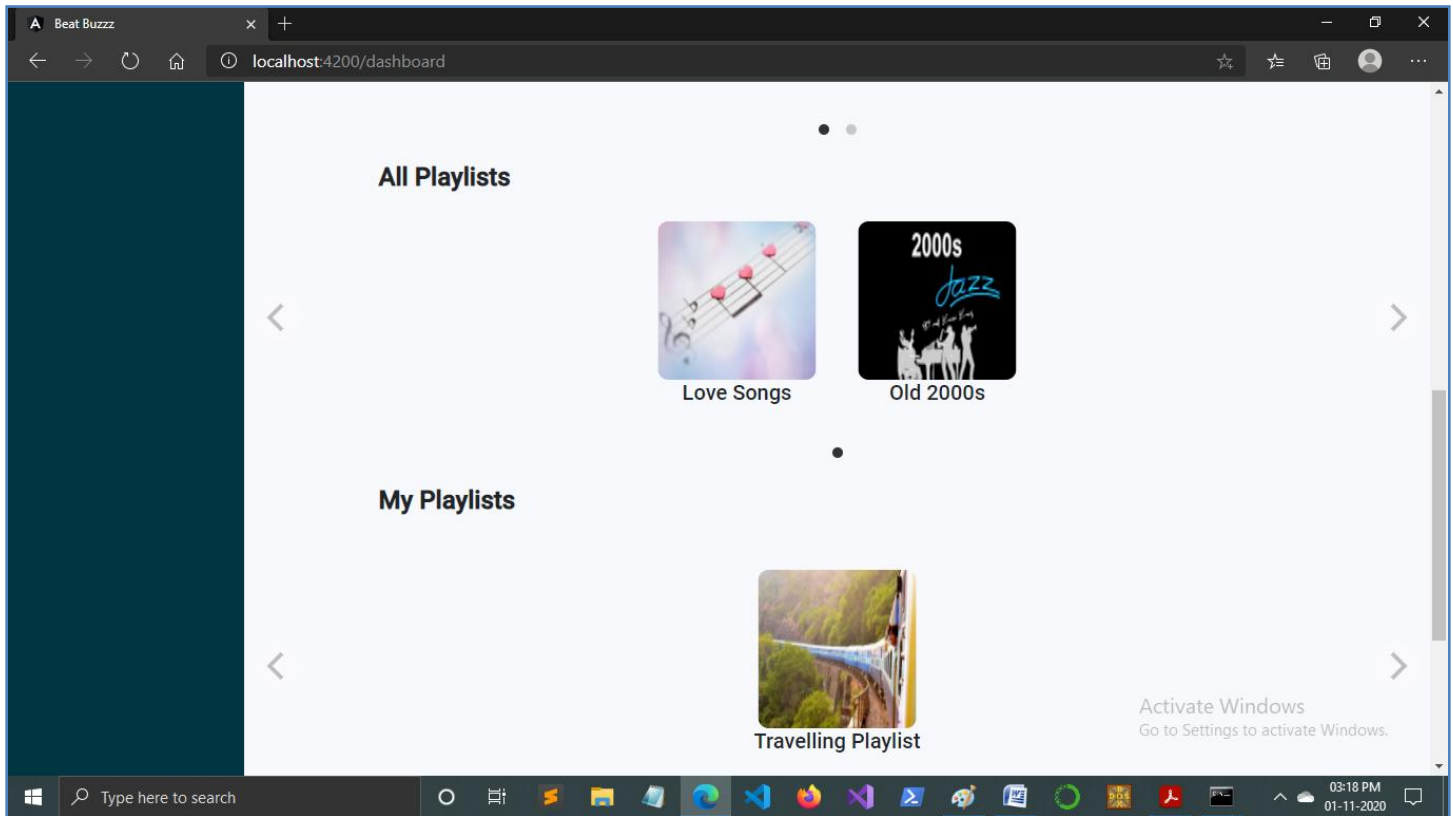 Beat Buzzz
localhost:4200/dashboard
All Playlists
2000s
Jazz
Love Songs
Old 2000s
My Playlists
Travelling Playlist
Activate Windows
Go to Settings to activate Windows.
Type here to search
03:18 PM
01-11-2020